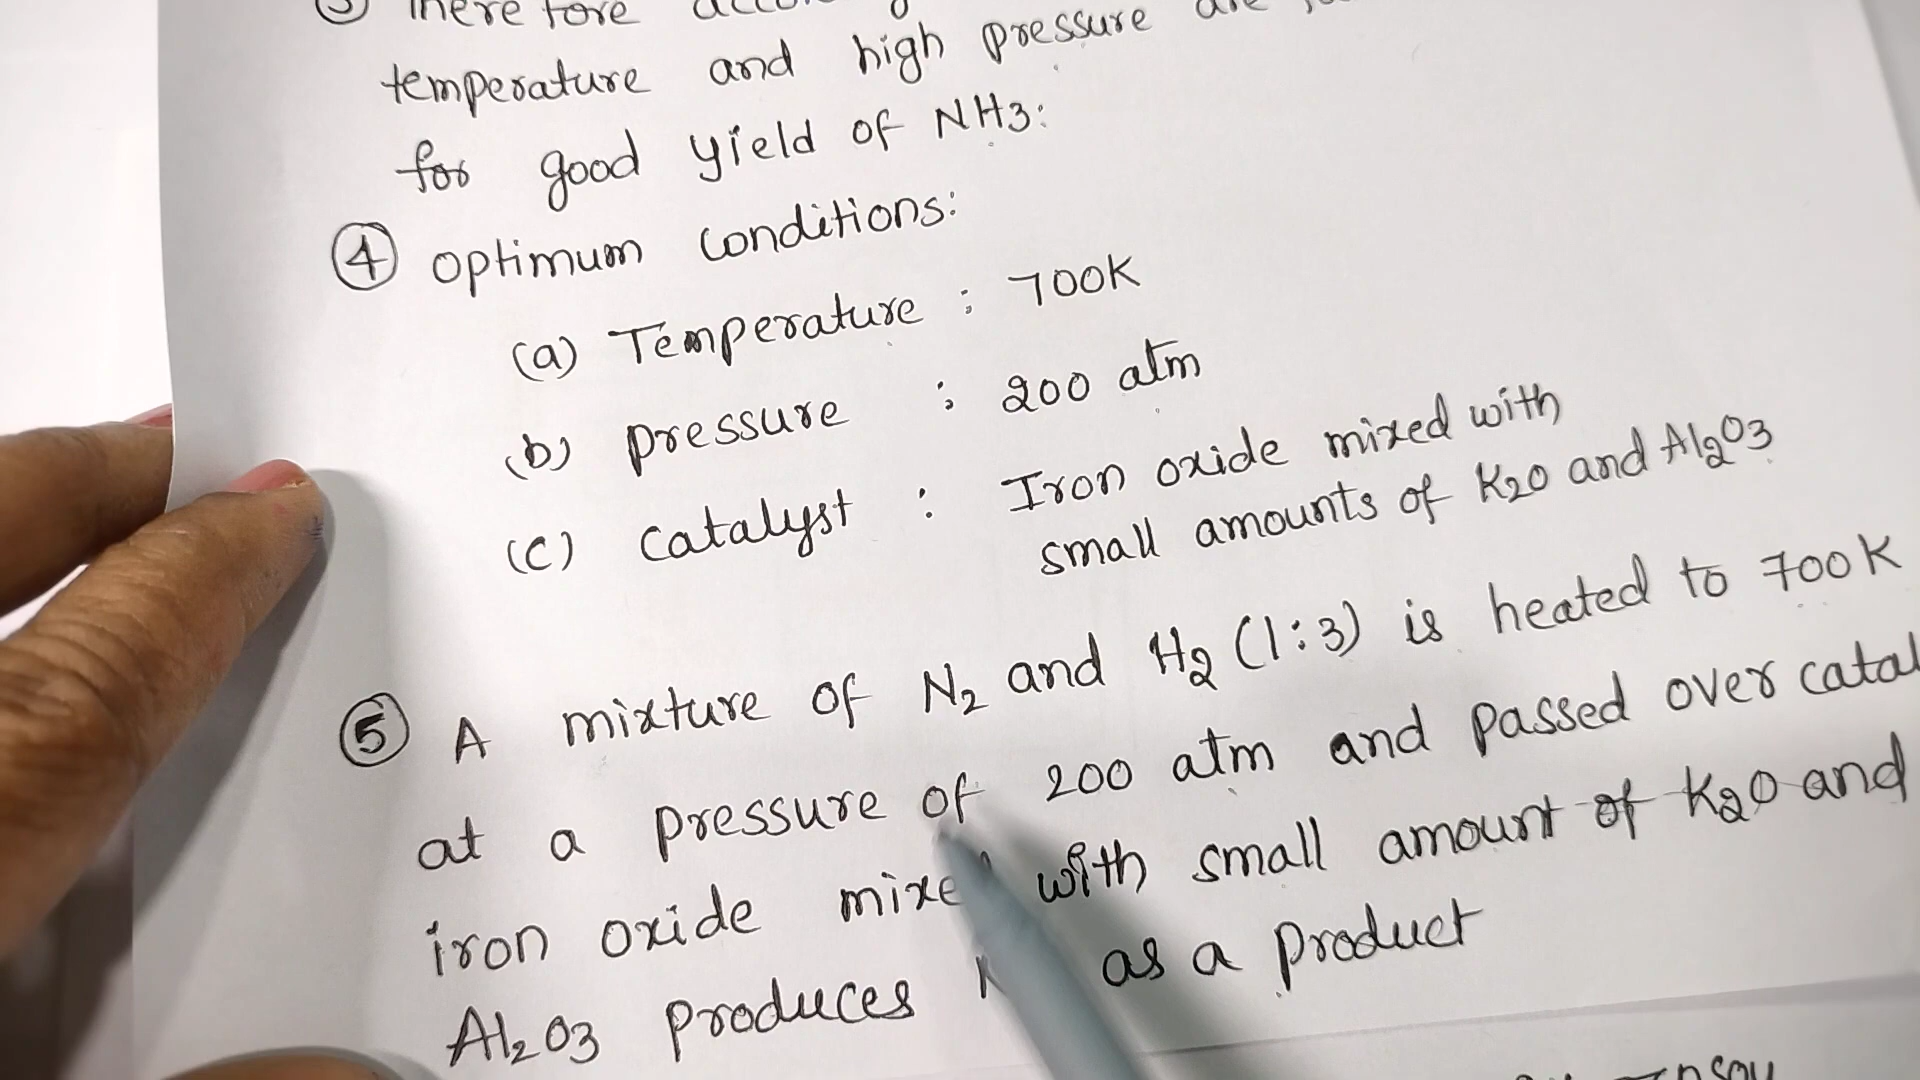 ③ Therefore
temperature and high pressure are
for good yield of NH3:
④ Optimum conditions:
(a) Temperature : 700K
(b) pressure : 200 atm
(c) catalyst : Iron oxide mixed with
small amounts of K2O and Al2O3
⑤ A mixture of N2 and H2 (1:3) is heated to 700K
at a pressure of 200 atm and passed over catal
iron oxide mixe with small amount of K2O and
Al2O3 produces as a product